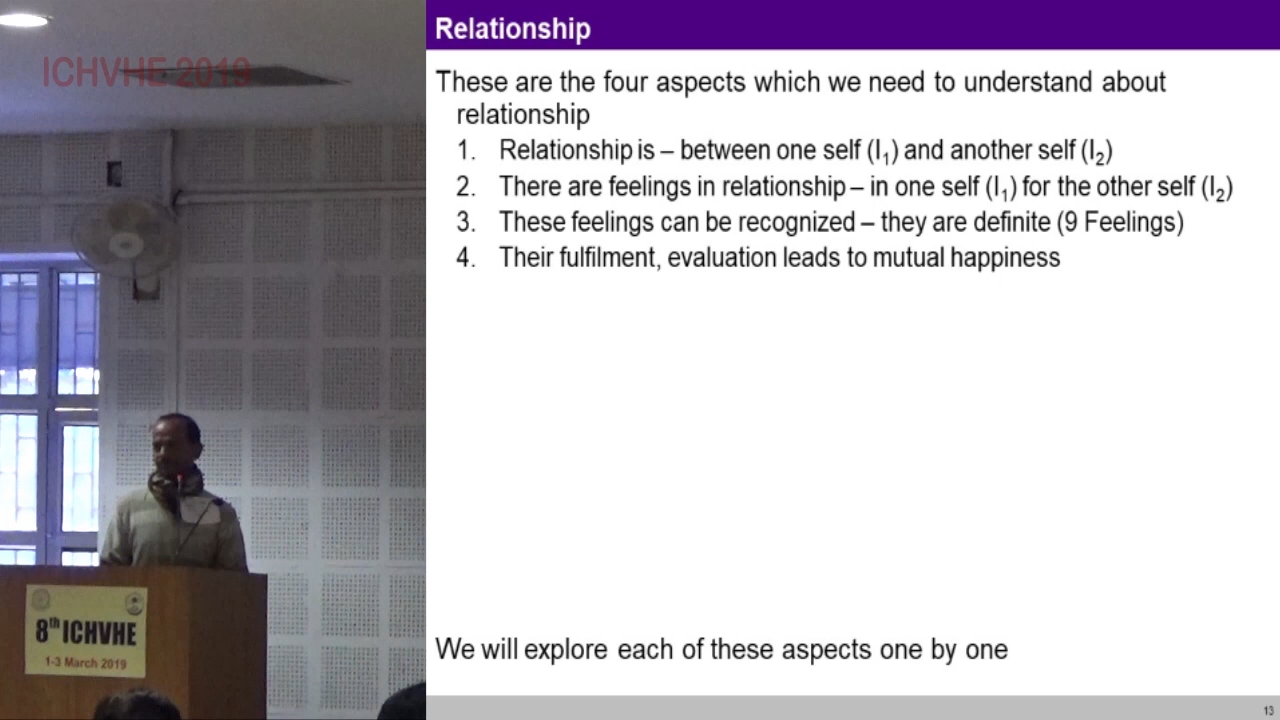 ICHVHE 2019
8th ICHVHE
1-3 March 2019
Relationship
These are the four aspects which we need to understand about
relationship
1. Relationship is – between one self (I1) and another self (I2)
2. There are feelings in relationship – in one self (I1) for the other self (I2)
3. These feelings can be recognized – they are definite (9 Feelings)
4. Their fulfilment, evaluation leads to mutual happiness
We will explore each of these aspects one by one
13